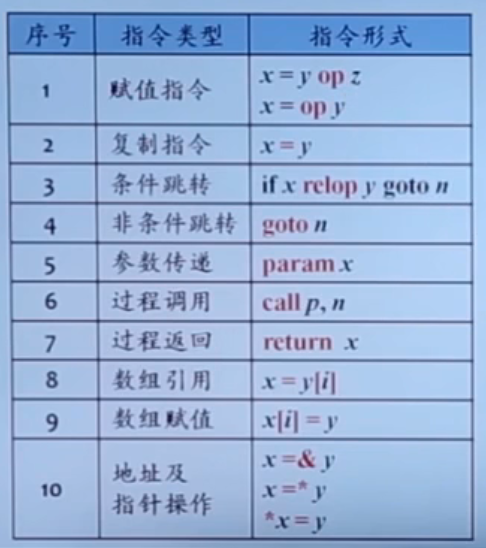 序号 指令类型 指令形式
1 赋值指令 x = y op z
x = op y
2 复制指令 x = y
3 条件跳转 if x relop y goto n
4 非条件跳转 goto n
5 参数传递 param x
6 过程调用 call p, n
7 过程返回 return x
8 数组引用 x = y[i]
9 数组赋值 x[i] = y
10 地址及
指针操作 x =& y
x =* y
*x = y